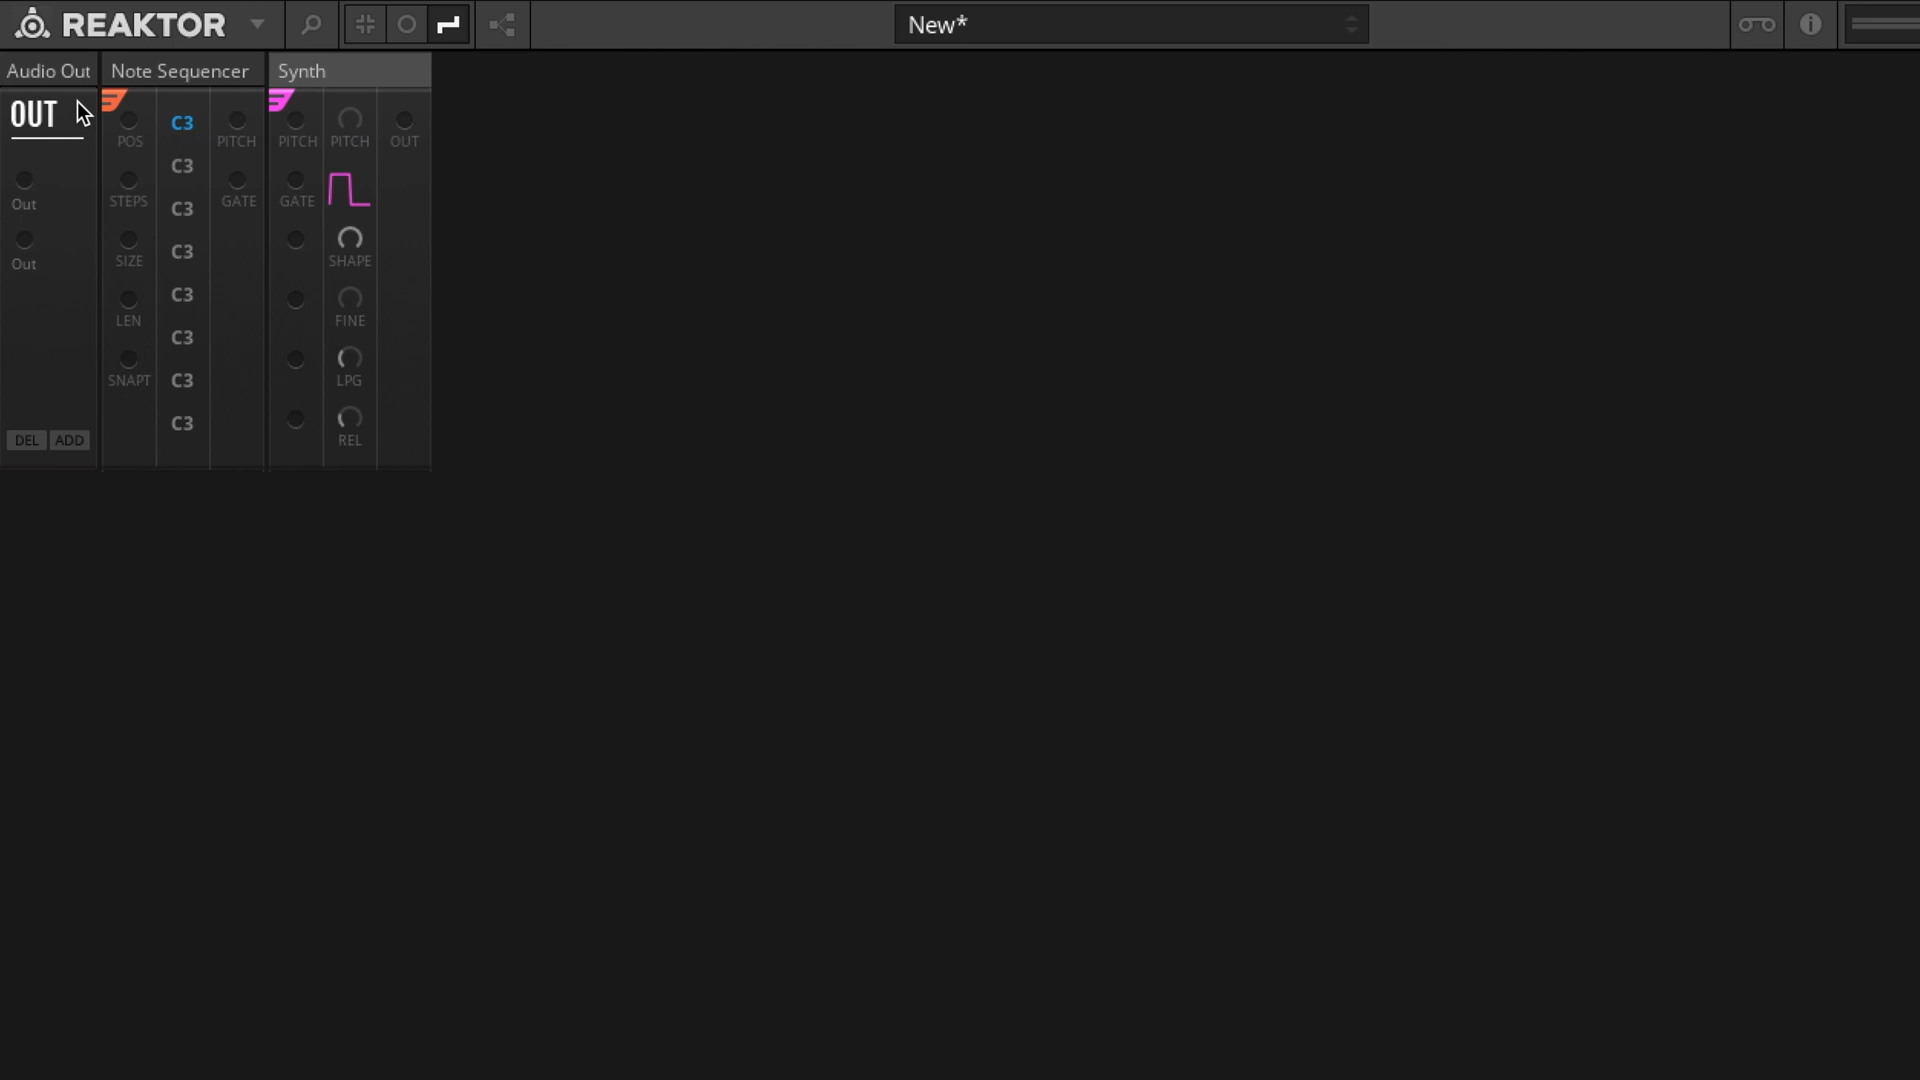 REAKTOR
New*
Audio Out
Note Sequencer
Synth
OUT
Out
Out
DEL
ADD
POS
STEPS
SIZE
LEN
SNAPT
C3
C3
C3
C3
C3
C3
C3
C3
PITCH
GATE
PITCH
GATE
PITCH
SHAPE
FINE
LPG
REL
OUT